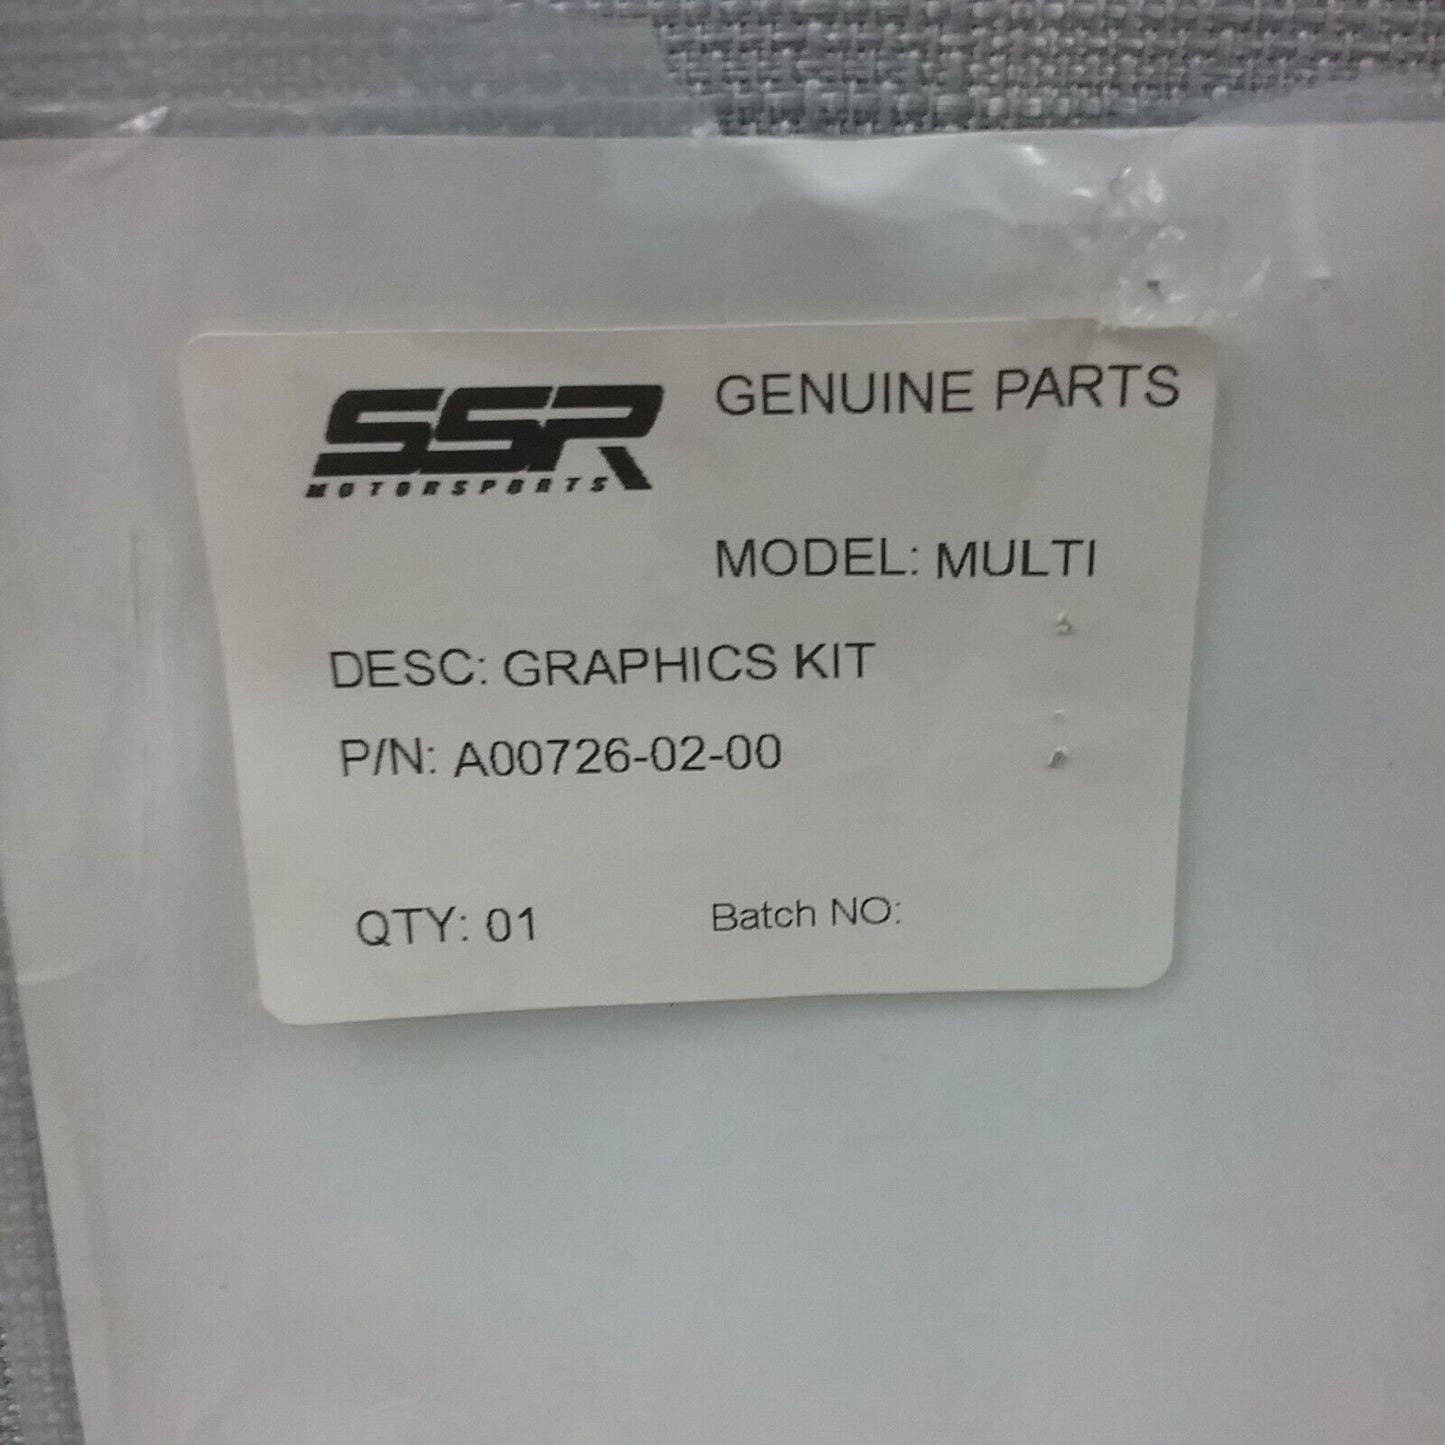 SSR
MOTORSPORTS
GENUINE PARTS
MODEL: MULTI
DESC: GRAPHICS KIT
P/N: A00726-02-00
QTY: 01
Batch NO: